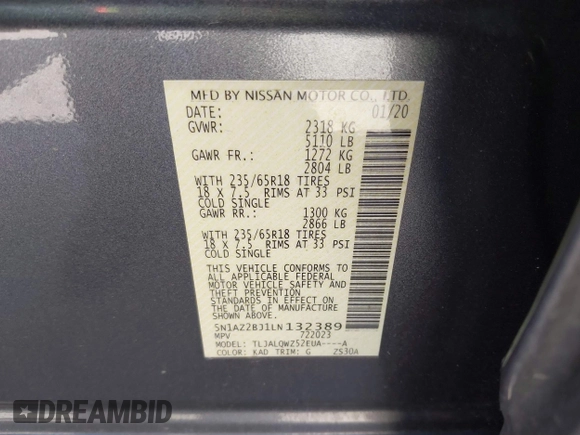 MFD BY NISSAN MOTOR CO., LTD.
DATE: 01/20
GVWR: 2318 KG
5110 LB
GAWR FR.: 1272 KG
2804 LB
WITH 235/65R18 TIRES
18 X 7.5 RIMS AT 33 PSI
COLD SINGLE
GAWR RR.: 1300 KG
2866 LB
WITH 235/65R18 TIRES
18 X 7.5 RIMS AT 33 PSI
COLD SINGLE
THIS VEHICLE CONFORMS TO
ALL APPLICABLE FEDERAL
MOTOR VEHICLE SAFETY AND
THEFT PREVENTION
STANDARDS IN EFFECT ON
THE DATE OF MANUFACTURE
5N1AZ2BJ1LN132389
MPV 722023
MODEL: TLJALQWZ52EUA----A
COLOR: KAD TRIM: G ZS30A
DREAMBID